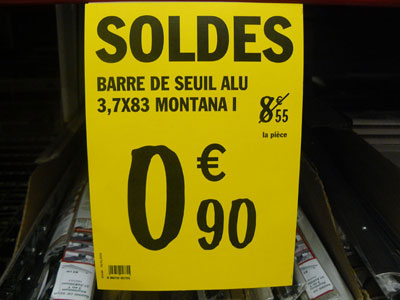 SOLDES
BARRE DE SEUIL ALU
3,7X83 MONTANA I
8€55
la pièce
0€90